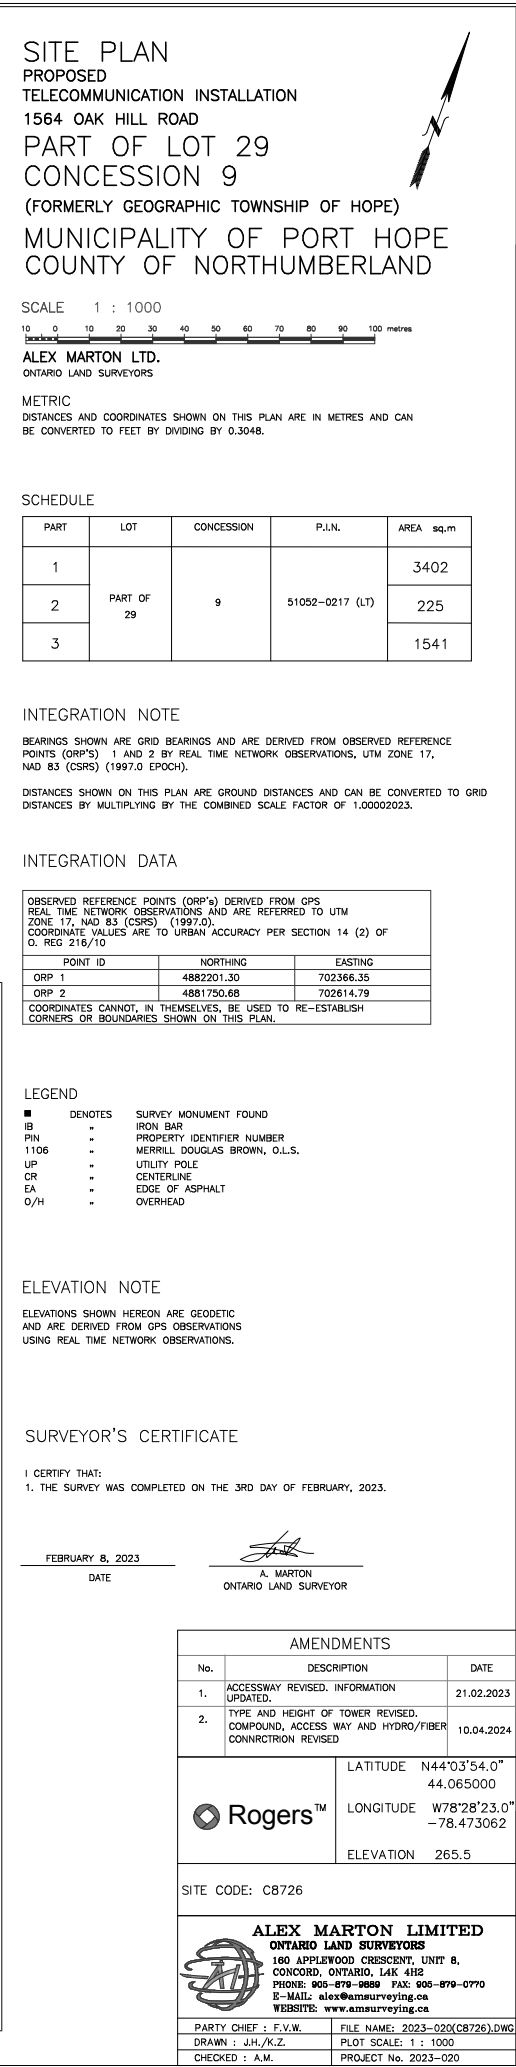 SITE PLAN
PROPOSED
TELECOMMUNICATION INSTALLATION
1564 OAK HILL ROAD
PART OF LOT 29
CONCESSION 9
(FORMERLY GEOGRAPHIC TOWNSHIP OF HOPE)
MUNICIPALITY OF PORT HOPE
COUNTY OF NORTHUMBERLAND
N
SCALE 1 : 1000
10 0 10 20 30 40 50 60 70 80 90 100 metres
ALEX MARTON LTD.
ONTARIO LAND SURVEYORS
METRIC
DISTANCES AND COORDINATES SHOWN ON THIS PLAN ARE IN METRES AND CAN
BE CONVERTED TO FEET BY DIVIDING BY 0.3048.
SCHEDULE
PART LOT CONCESSION P.I.N. AREA sq.m
1 3402
2 PART OF 29 9 51052-0217 (LT) 225
3 1541
INTEGRATION NOTE
BEARINGS SHOWN ARE GRID BEARINGS AND ARE DERIVED FROM OBSERVED REFERENCE
POINTS (ORP'S) 1 AND 2 BY REAL TIME NETWORK OBSERVATIONS, UTM ZONE 17,
NAD 83 (CSRS) (1997.0 EPOCH).
DISTANCES SHOWN ON THIS PLAN ARE GROUND DISTANCES AND CAN BE CONVERTED TO GRID
DISTANCES BY MULTIPLYING BY THE COMBINED SCALE FACTOR OF 1.00002023.
INTEGRATION DATA
OBSERVED REFERENCE POINTS (ORP's) DERIVED FROM GPS
REAL TIME NETWORK OBSERVATIONS AND ARE REFERRED TO UTM
ZONE 17, NAD 83 (CSRS) (1997.0).
COORDINATE VALUES ARE TO URBAN ACCURACY PER SECTION 14 (2) OF
O. REG 216/10
POINT ID NORTHING EASTING
ORP 1 4882201.30 702366.35
ORP 2 4881750.68 702614.79
COORDINATES CANNOT, IN THEMSELVES, BE USED TO RE-ESTABLISH
CORNERS OR BOUNDARIES SHOWN ON THIS PLAN.
LEGEND
■ DENOTES SURVEY MONUMENT FOUND
IB " IRON BAR
PIN " PROPERTY IDENTIFIER NUMBER
1106 " MERRILL DOUGLAS BROWN, O.L.S.
UP " UTILITY POLE
CR " CENTERLINE
EA " EDGE OF ASPHALT
O/H " OVERHEAD
ELEVATION NOTE
ELEVATIONS SHOWN HEREON ARE GEODETIC
AND ARE DERIVED FROM GPS OBSERVATIONS
USING REAL TIME NETWORK OBSERVATIONS.
SURVEYOR'S CERTIFICATE
I CERTIFY THAT:
1. THE SURVEY WAS COMPLETED ON THE 3RD DAY OF FEBRUARY, 2023.
FEBRUARY 8, 2023
DATE
A. MARTON
ONTARIO LAND SURVEYOR
AMENDMENTS
No. DESCRIPTION DATE
1. ACCESSWAY REVISED. INFORMATION
UPDATED. 21.02.2023
2. TYPE AND HEIGHT OF TOWER REVISED.
COMPOUND, ACCESS WAY AND HYDRO/FIBER
CONNRCTRION REVISED 10.04.2024
Rogers™
LATITUDE N44°03'54.0"
44.065000
LONGITUDE W78°28'23.0"
-78.473062
ELEVATION 265.5
SITE CODE: C8726
AM
ALEX MARTON LIMITED
ONTARIO LAND SURVEYORS
160 APPLEWOOD CRESCENT, UNIT 8,
CONCORD, ONTARIO, L4K 4H2
PHONE: 905-879-9889 FAX: 905-879-0770
E-MAIL: alex@amsurveying.ca
WEBSITE: www.amsurveying.ca
PARTY CHIEF : F.V.W. FILE NAME: 2023-020(C8726).DWG
DRAWN : J.H./K.Z. PLOT SCALE: 1 : 1000
CHECKED : A.M. PROJECT No. 2023-020